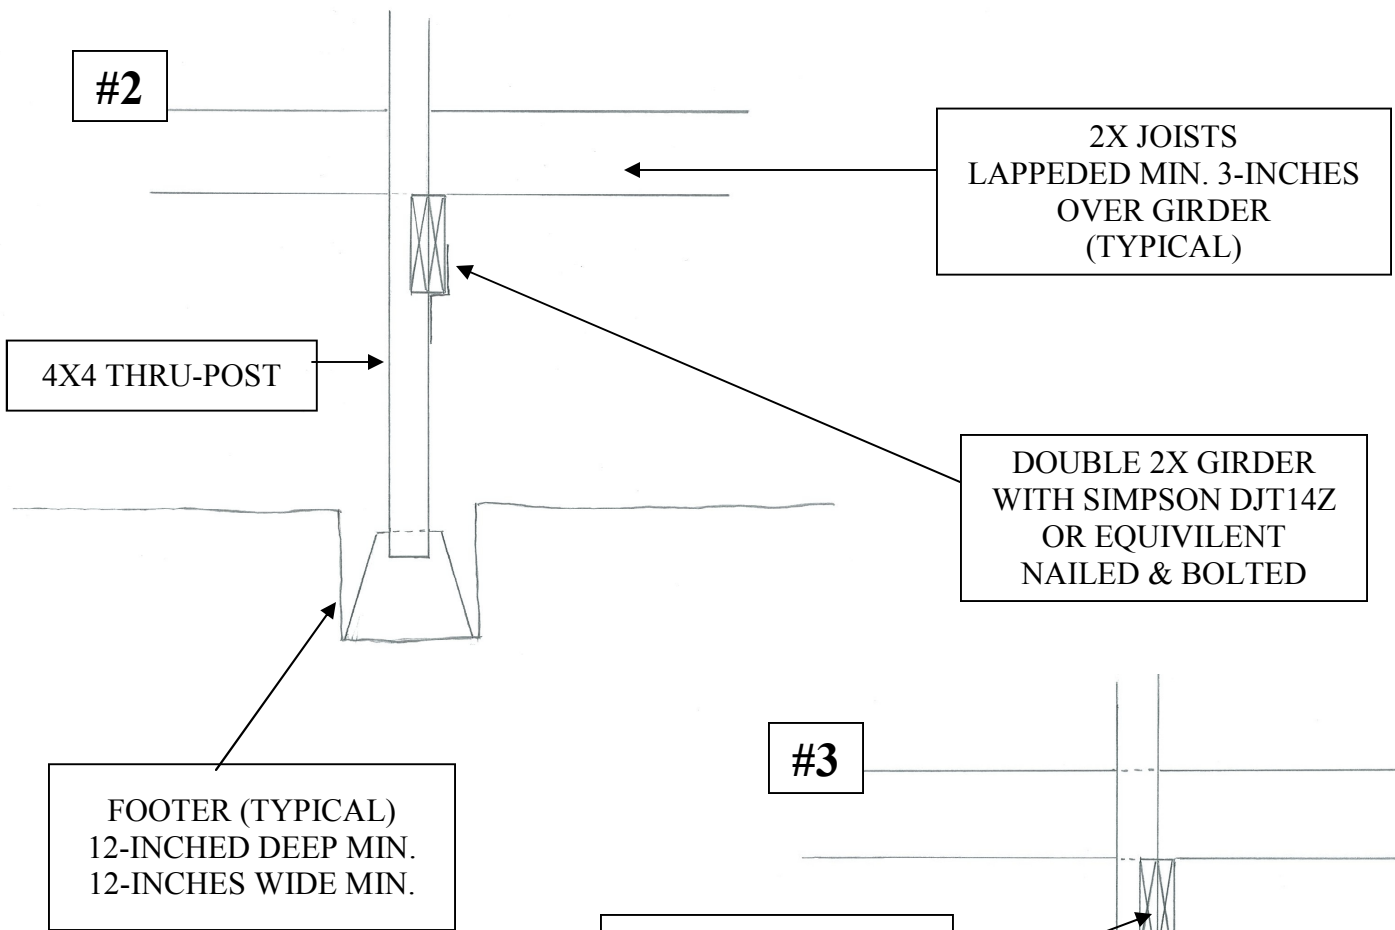 #2
2X JOISTS
LAPPEDED MIN. 3-INCHES
OVER GIRDER
(TYPICAL)
4X4 THRU-POST
DOUBLE 2X GIRDER
WITH SIMPSON DJT14Z
OR EQUIVILENT
NAILED & BOLTED
FOOTER (TYPICAL)
12-INCHED DEEP MIN.
12-INCHES WIDE MIN.
#3